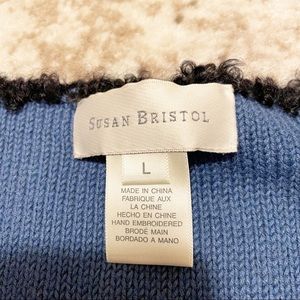 SUSAN BRISTOL
L
MADE IN CHINA
FABRIQUE AUX
LA CHINE
HECHO EN CHINE
HAND EMBROIDERED
BRODÉ MAIN
BORDADO A MANO